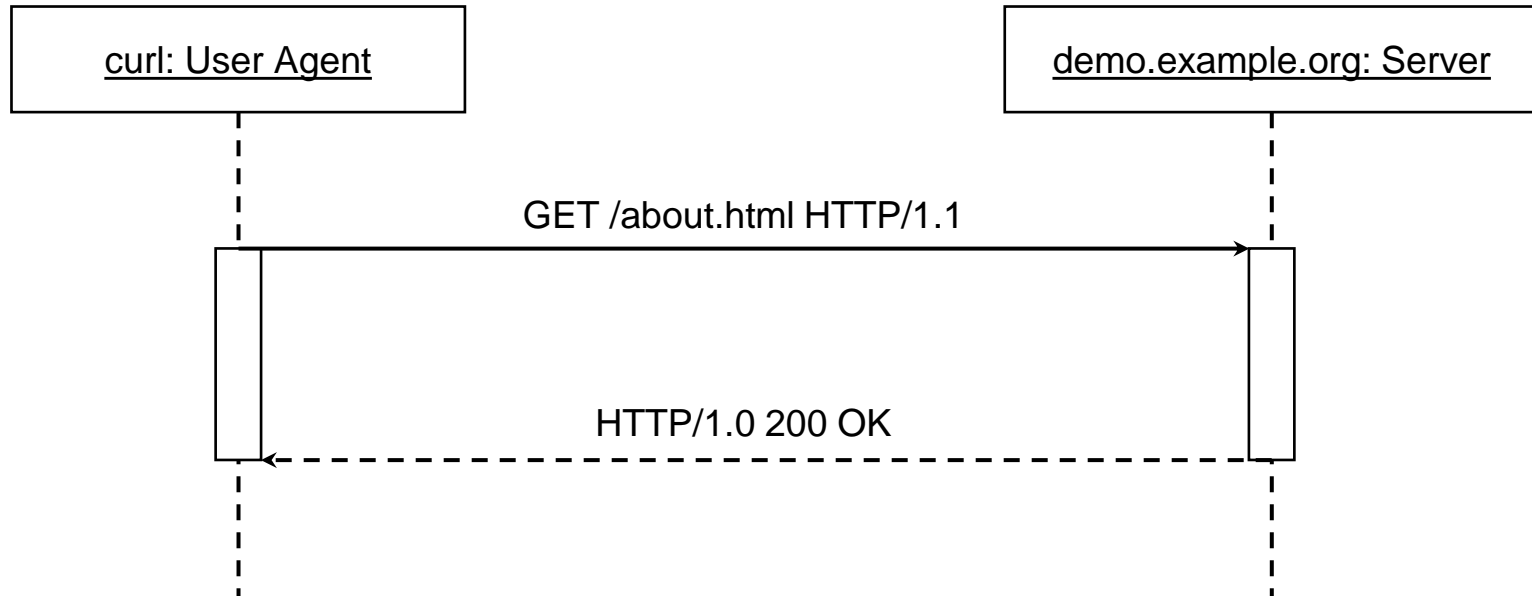 curl: User Agent
demo.example.org: Server
GET /about.html HTTP/1.1
HTTP/1.0 200 OK